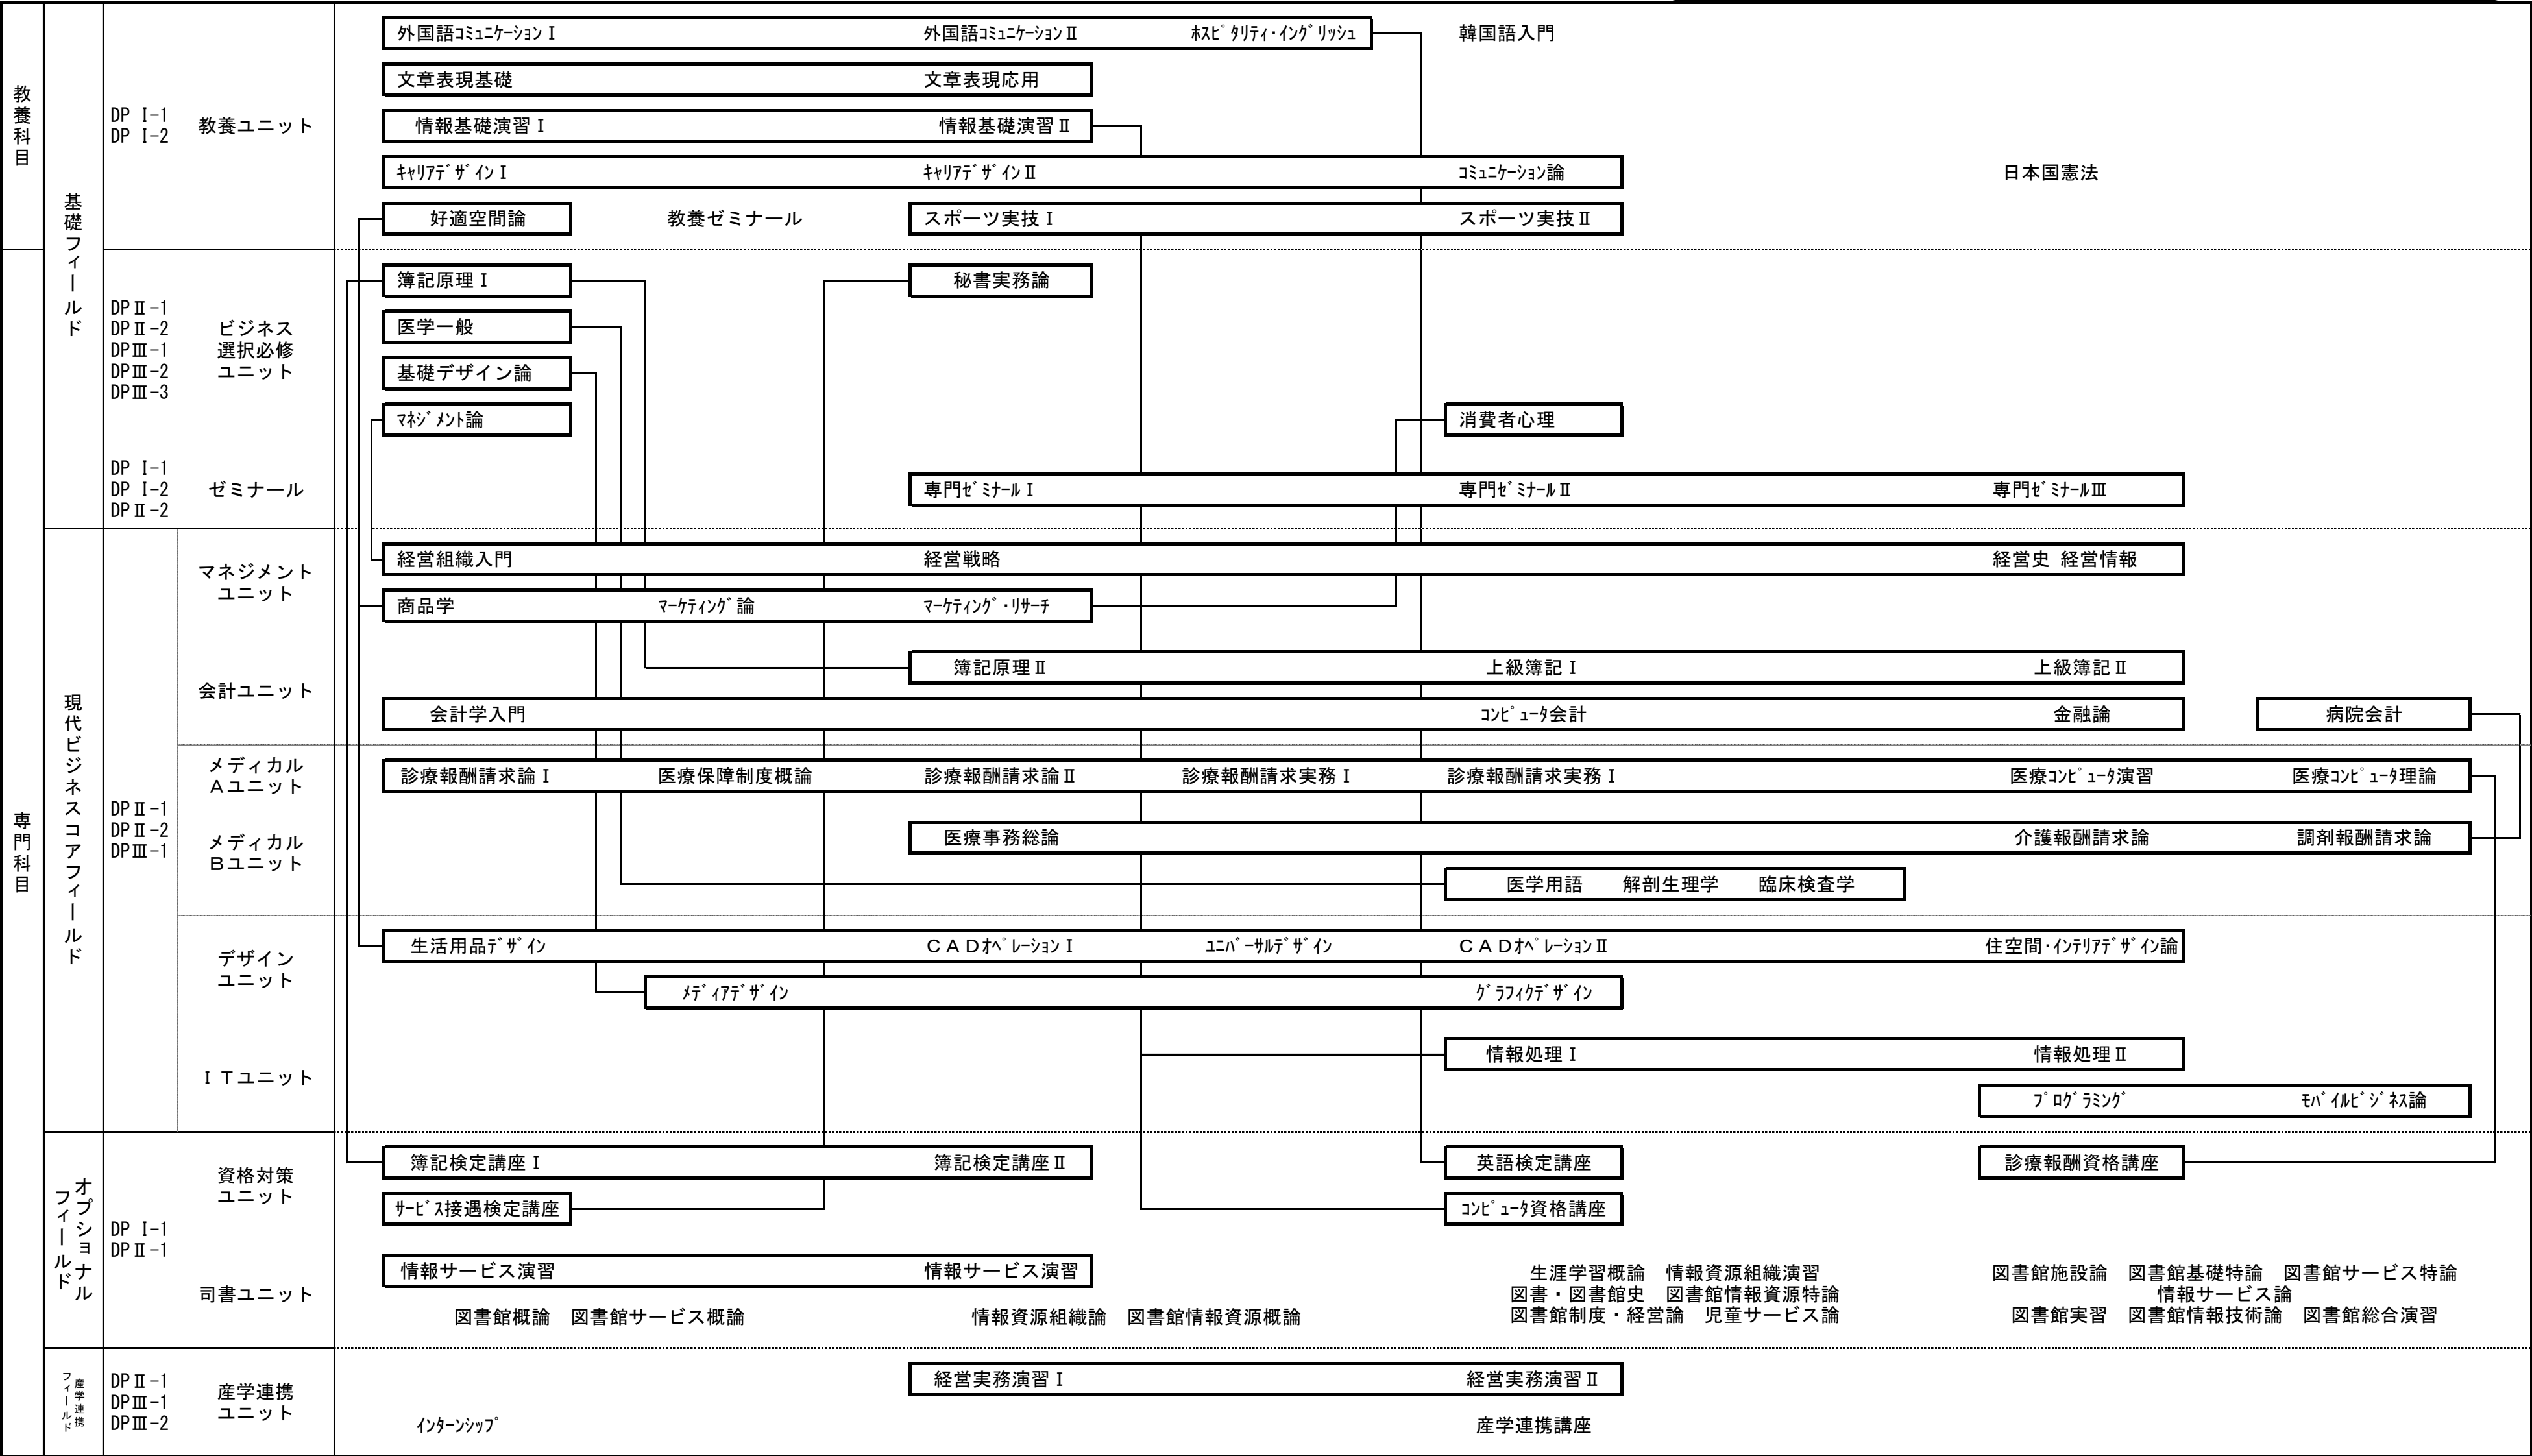 教養科目
専門科目
基礎フィールド
現代ビジネスコアフィールド
オプショナル
フィールド
産学連携
フィールド
DP Ⅰ-1
DP Ⅰ-2
教養ユニット
外国語ｺﾐｭﾆｹｰｼｮﾝⅠ 外国語ｺﾐｭﾆｹｰｼｮﾝⅡ ﾎｽﾋﾟﾀﾘﾃｨ・ｲﾝｸﾞﾘｯｼｭ 韓国語入門
文章表現基礎 文章表現応用
情報基礎演習Ⅰ 情報基礎演習Ⅱ
ｷｬﾘｱﾃﾞｻﾞｲﾝⅠ ｷｬﾘｱﾃﾞｻﾞｲﾝⅡ ｺﾐｭﾆｹｰｼｮﾝ論 日本国憲法
好適空間論 教養ゼミナール スポーツ実技Ⅰ スポーツ実技Ⅱ
DPⅡ-1
DPⅡ-2
DPⅢ-1
DPⅢ-2
DPⅢ-3
ビジネス
選択必修
ユニット
簿記原理Ⅰ 秘書実務論
医学一般
基礎デザイン論
ﾏﾈｼﾞﾒﾝﾄ論 消費者心理
DP Ⅰ-1
DP Ⅰ-2
DPⅡ-2
ゼミナール
専門ｾﾞﾐﾅｰﾙⅠ 専門ｾﾞﾐﾅｰﾙⅡ 専門ｾﾞﾐﾅｰﾙⅢ
DPⅡ-1
DPⅡ-2
DPⅢ-1
マネジメント
ユニット
経営組織入門 経営戦略 経営史 経営情報
商品学 ﾏｰｹﾃｨﾝｸﾞ論 ﾏｰｹﾃｨﾝｸﾞ・ﾘｻｰﾁ
会計ユニット
簿記原理Ⅱ 上級簿記Ⅰ 上級簿記Ⅱ
会計学入門 ｺﾝﾋﾟｭｰﾀ会計 金融論 病院会計
メディカル
Ａユニット
診療報酬請求論Ⅰ 医療保障制度概論 診療報酬請求論Ⅱ 診療報酬請求実務Ⅰ 診療報酬請求実務Ⅰ 医療ｺﾝﾋﾟｭｰﾀ演習 医療ｺﾝﾋﾟｭｰﾀ理論
メディカル
Ｂユニット
医療事務総論 介護報酬請求論 調剤報酬請求論
医学用語 解剖生理学 臨床検査学
デザイン
ユニット
生活用品ﾃﾞｻﾞｲﾝ ＣＡＤｵﾍﾟﾚｰｼｮﾝⅠ ﾕﾆﾊﾞｰｻﾙﾃﾞｻﾞｲﾝ ＣＡＤｵﾍﾟﾚｰｼｮﾝⅡ 住空間・ｲﾝﾃﾘｱﾃﾞｻﾞｲﾝ論
ﾒﾃﾞｨｱﾃﾞｻﾞｲﾝ ｸﾞﾗﾌｨｸﾃﾞｻﾞｲﾝ
ＩＴユニット
情報処理Ⅰ 情報処理Ⅱ
ﾌﾟﾛｸﾞﾗﾐﾝｸﾞ ﾓﾊﾞｲﾙﾋﾞｼﾞﾈｽ論
DP Ⅰ-1
DPⅡ-1
資格対策
ユニット
簿記検定講座Ⅰ 簿記検定講座Ⅱ 英語検定講座 診療報酬資格講座
ｻｰﾋﾞｽ接遇検定講座 ｺﾝﾋﾟｭｰﾀ資格講座
司書ユニット
情報サービス演習 情報サービス演習
図書館概論 図書館サービス概論 情報資源組織論 図書館情報資源概論
生涯学習概論 情報資源組織演習
図書・図書館史 図書館情報資源特論
図書館制度・経営論 児童サービス論
図書館施設論 図書館基礎特論 図書館サービス特論
情報サービス論
図書館実習 図書館情報技術論 図書館総合演習
DPⅡ-1
DPⅢ-1
DPⅢ-2
産学連携
ユニット
経営実務演習Ⅰ 経営実務演習Ⅱ
ｲﾝﾀｰﾝｼｯﾌﾟ 産学連携講座